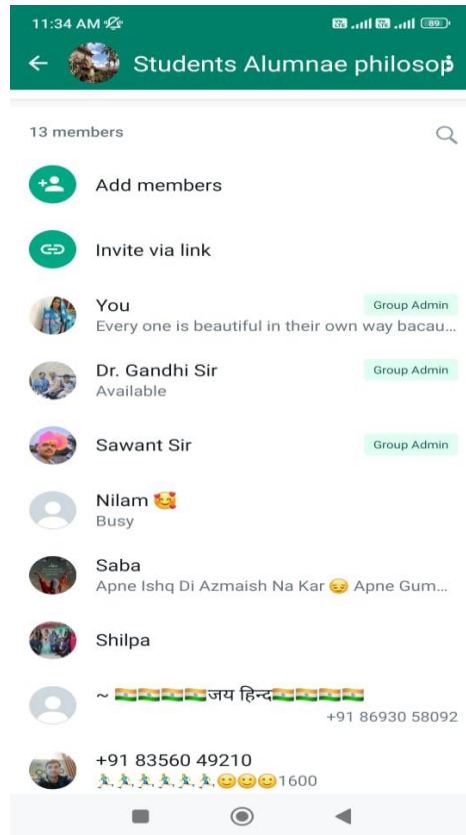 11:34 AM
89
Students Alumnae philosop
13 members
Add members
Invite via link
You
Group Admin
Every one is beautiful in their own way bacau...
Dr. Gandhi Sir
Group Admin
Available
Sawant Sir
Group Admin
Nilam 🥰
Busy
Saba
Apne Ishq Di Azmaish Na Kar 😔 Apne Gum...
Shilpa
~ 🇮🇳🇮🇳🇮🇳🇮🇳जय हिन्द🇮🇳🇮🇳🇮🇳🇮🇳
+91 86930 58092
+91 83560 49210
🏃‍♂️🏃‍♂️🏃‍♂️🏃‍♂️🏃‍♂️🏃‍♂️😊😊😊1600